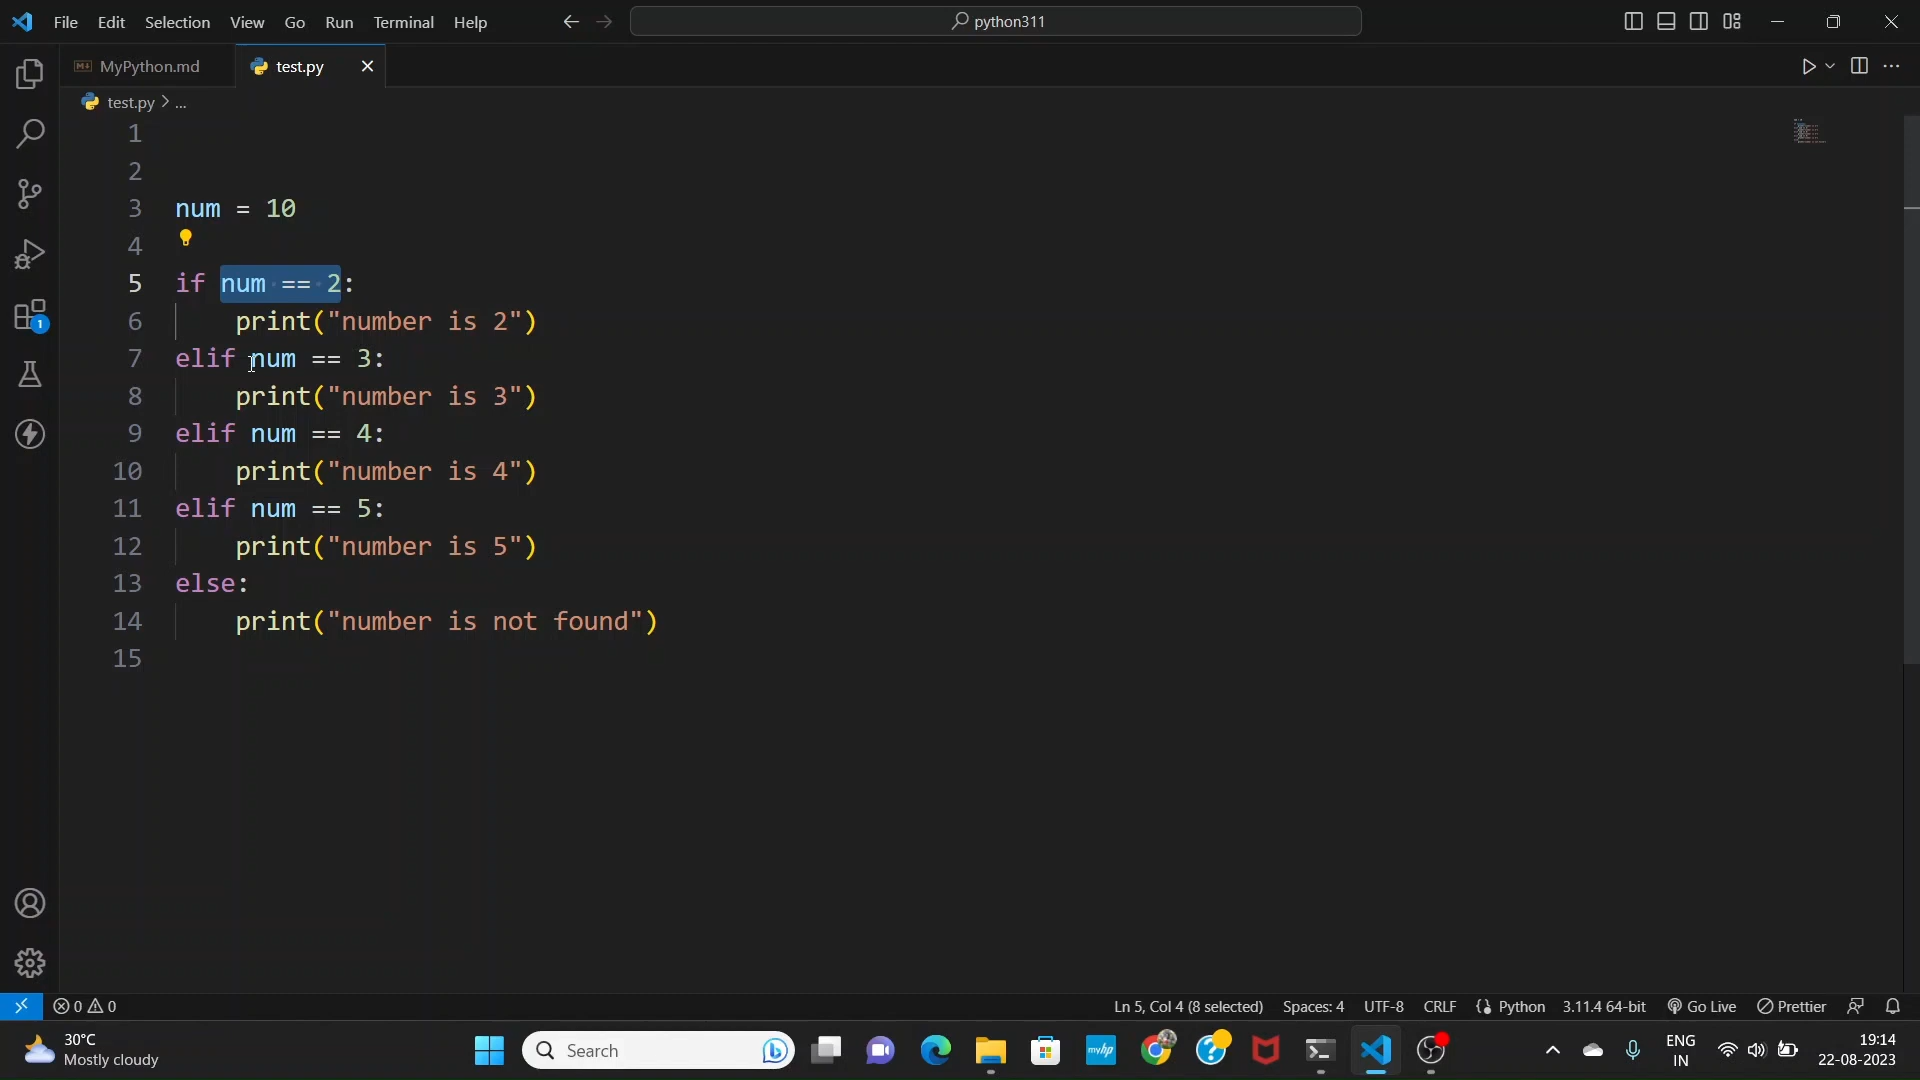 File Edit Selection View Go Run Terminal Help python311
MyPython.md test.py
test.py > ...
1
2
3 num = 10
4
5 if num == 2:
6 print("number is 2")
7 elif num == 3:
8 print("number is 3")
9 elif num == 4:
10 print("number is 4")
11 elif num == 5:
12 print("number is 5")
13 else:
14 print("number is not found")
15
1
0 0 Ln 5, Col 4 (8 selected) Spaces: 4 UTF-8 CRLF Python 3.11.4 64-bit Go Live Prettier
30°C
Mostly cloudy
Search
myhp
ENG
IN
19:14
22-08-2023